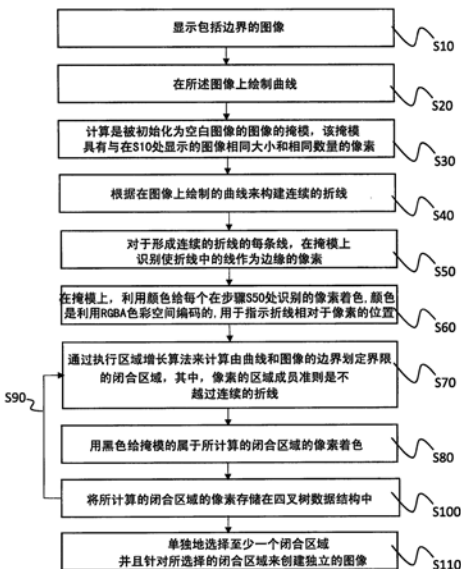 显示包括边界的图像
S10
在所述图像上绘制曲线
S20
计算是被初始化为空白图像的图像的掩模，该掩模
具有与在S10处显示的图像相同大小和相同数量的像素
S30
根据在图像上绘制的曲线来构建连续的折线
S40
对于形成连续的折线的每条线，在掩模上
识别使折线中的线作为边缘的像素
S50
在掩模上，利用颜色给每个在步骤S50处识别的像素着色，颜色
是利用RGBA色彩空间编码的，用于指示折线相对于像素的位置
S60
通过执行区域增长算法来计算由曲线和图像的边界划定界限
的闭合区域，其中，像素的区域成员准则是不
越过连续的折线
S70
S90
用黑色给掩模的属于所计算的闭合区域的像素着色
S80
将所计算的闭合区域的像素存储在四叉树数据结构中
S100
单独地选择至少一个闭合区域
并且针对所选择的闭合区域来创建独立的图像
S110